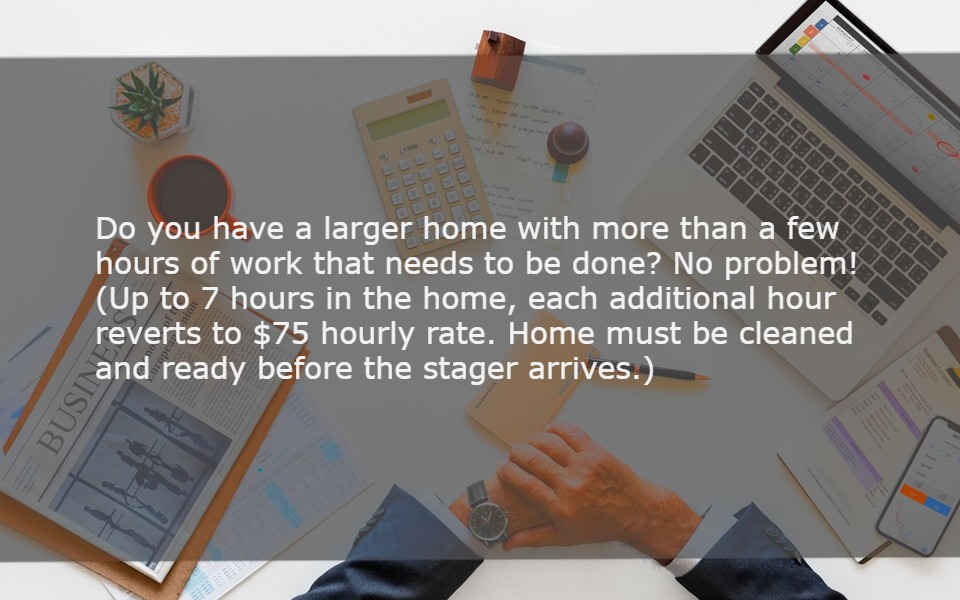 Do you have a larger home with more than a few
hours of work that needs to be done? No problem!
(Up to 7 hours in the home, each additional hour
reverts to $75 hourly rate. Home must be cleaned
and ready before the stager arrives.)
BUSINESS